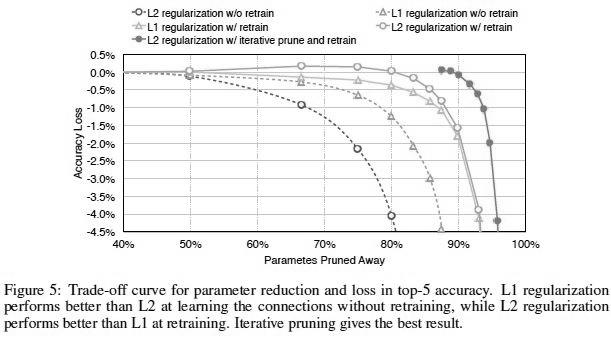 L2 regularization w/o retrain
L1 regularization w/o retrain
L1 regularization w/ retrain
L2 regularization w/ retrain
L2 regularization w/ iterative prune and retrain
0.5%
0.0%
-0.5%
-1.0%
-1.5%
-2.0%
-2.5%
-3.0%
-3.5%
-4.0%
-4.5%
Accuracy Loss
40%
50%
60%
70%
80%
90%
100%
Parametes Pruned Away
Figure 5: Trade-off curve for parameter reduction and loss in top-5 accuracy. L1 regularization
performs better than L2 at learning the connections without retraining, while L2 regularization
performs better than L1 at retraining. Iterative pruning gives the best result.